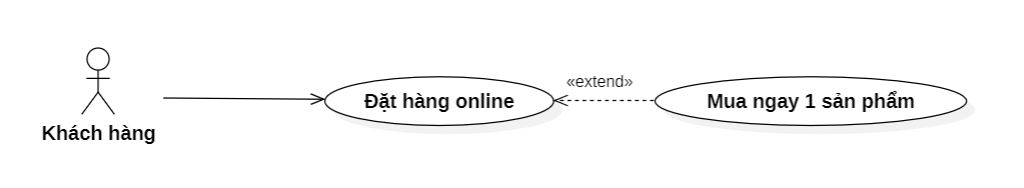 «extend»
Đặt hàng online
Mua ngay 1 sản phẩm
Khách hàng